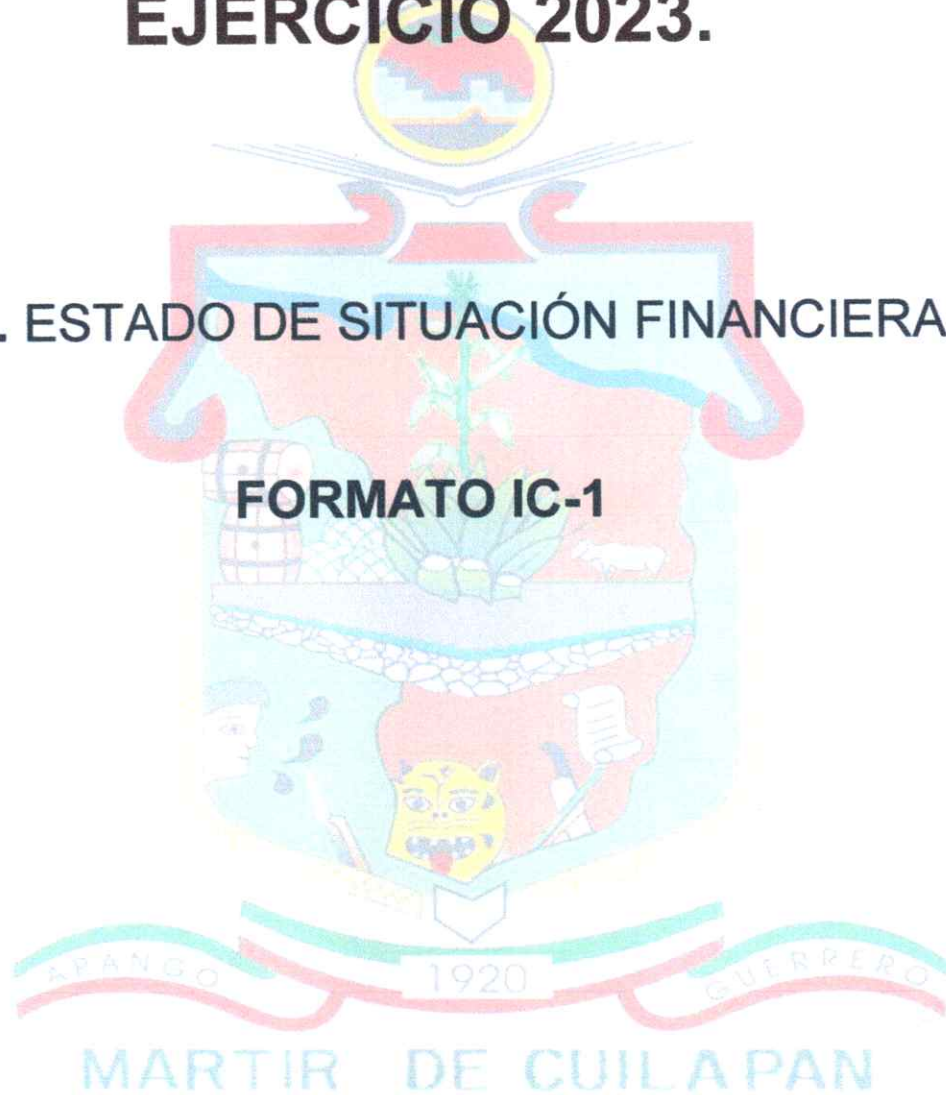 EJERCICIO 2023.
. ESTADO DE SITUACIÓN FINANCIERA
FORMATO IC-1
APANGO
1920
GUERRERO
MARTIR DE CUILAPAN